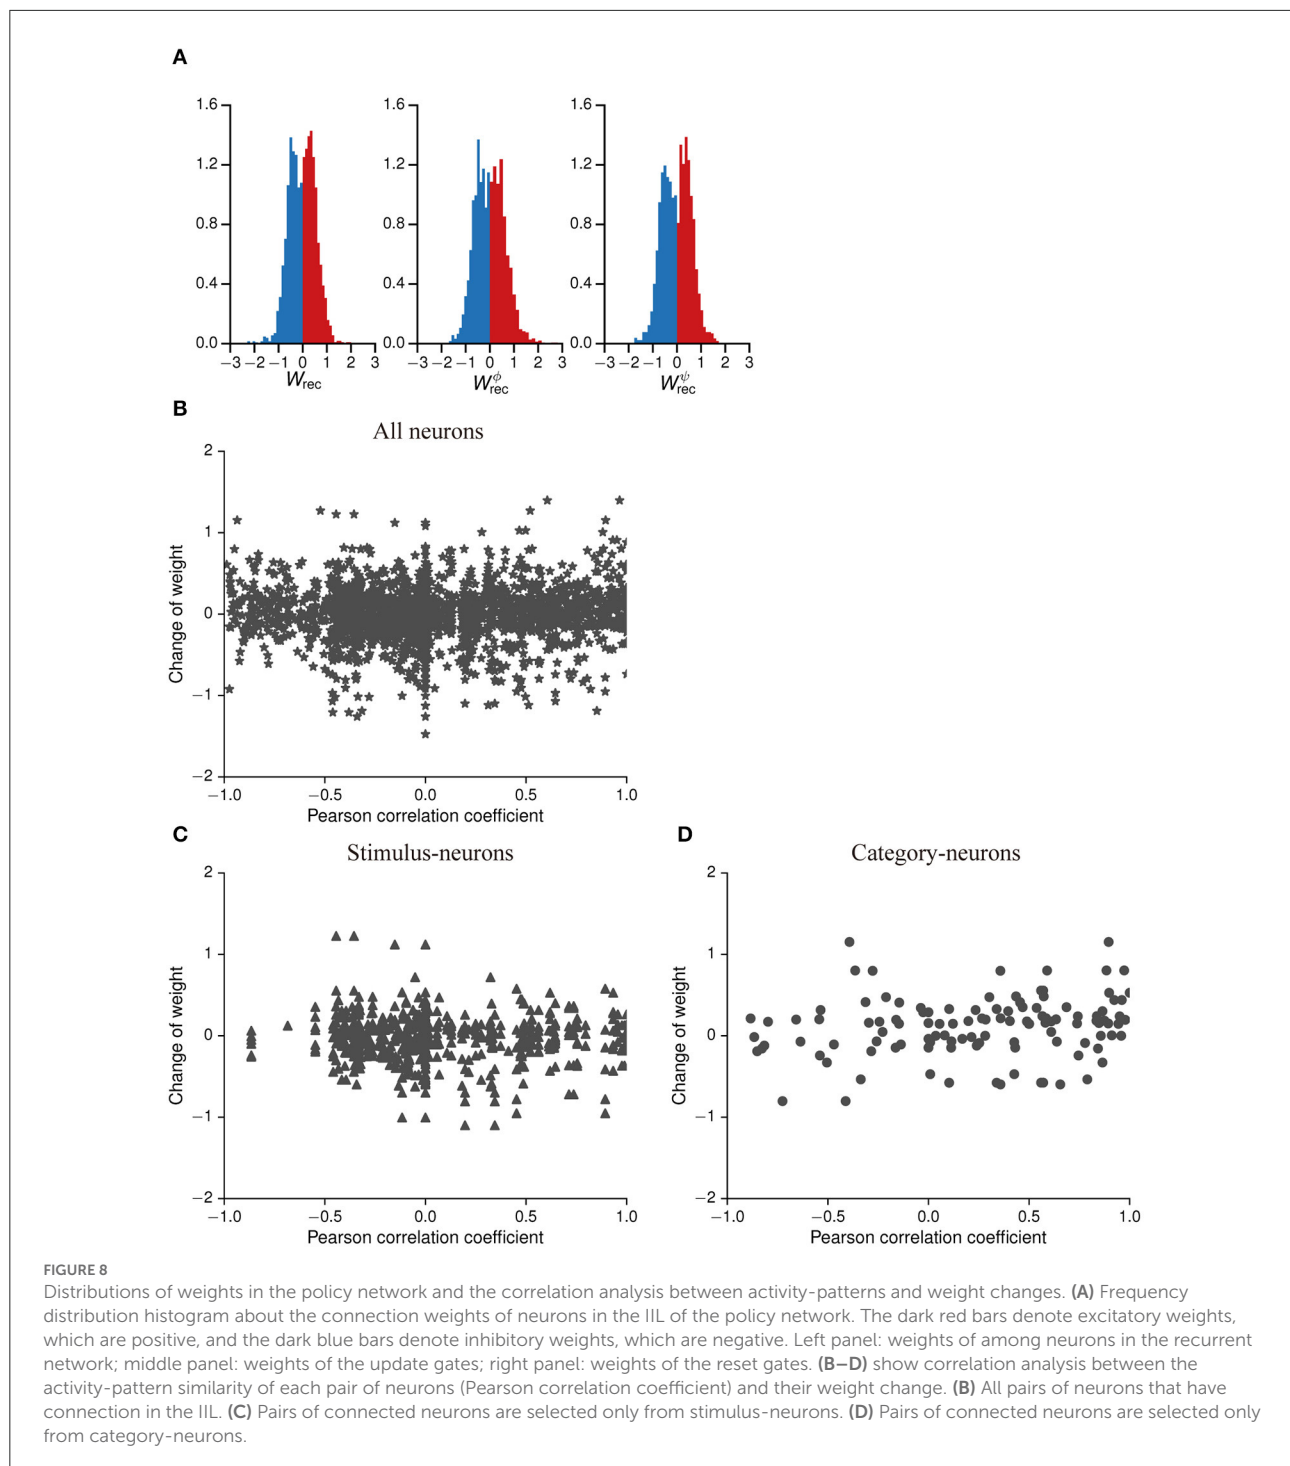 A
1.6 1.6 1.6
1.2 1.2 1.2
0.8 0.8 0.8
0.4 0.4 0.4
0.0 0.0 0.0
−3 −2 −1 0 1 2 3 −3 −2 −1 0 1 2 3 −3 −2 −1 0 1 2 3
W_rec W^ϕ_rec W^ψ_rec
B
All neurons
2
1
0
−1
−2
Change of weight
−1.0 −0.5 0.0 0.5 1.0
Pearson correlation coefficient
C
Stimulus-neurons
2
1
0
−1
−2
Change of weight
−1.0 −0.5 0.0 0.5 1.0
Pearson correlation coefficient
D
Category-neurons
2
1
0
−1
−2
Change of weight
−1.0 −0.5 0.0 0.5 1.0
Pearson correlation coefficient
FIGURE 8
Distributions of weights in the policy network and the correlation analysis between activity-patterns and weight changes. (A) Frequency
distribution histogram about the connection weights of neurons in the IIL of the policy network. The dark red bars denote excitatory weights,
which are positive, and the dark blue bars denote inhibitory weights, which are negative. Left panel: weights of among neurons in the recurrent
network; middle panel: weights of the update gates; right panel: weights of the reset gates. (B–D) show correlation analysis between the
activity-pattern similarity of each pair of neurons (Pearson correlation coefficient) and their weight change. (B) All pairs of neurons that have
connection in the IIL. (C) Pairs of connected neurons are selected only from stimulus-neurons. (D) Pairs of connected neurons are selected only
from category-neurons.